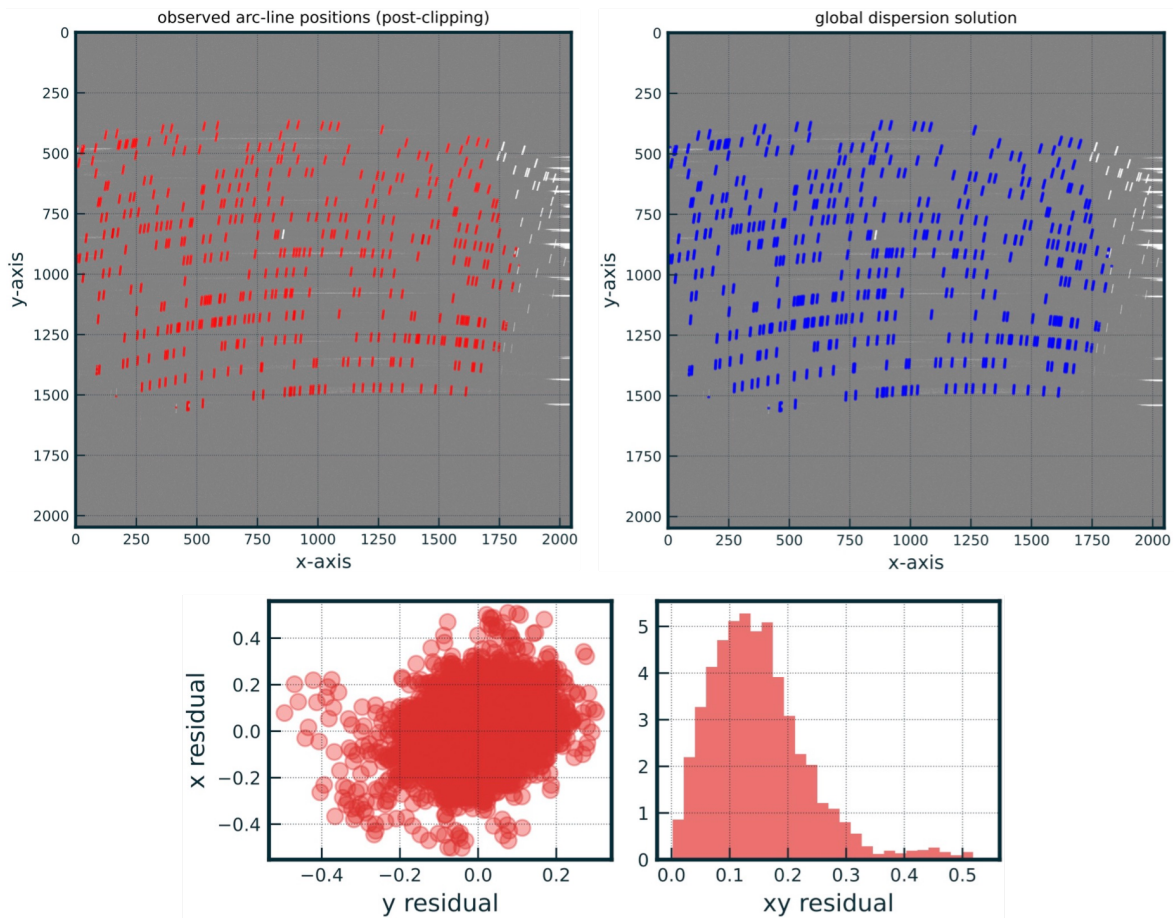 observed arc-line positions (post-clipping)
global dispersion solution
0
250
500
750
1000
1250
1500
1750
2000
y-axis
0 250 500 750 1000 1250 1500 1750 2000
x-axis
0
250
500
750
1000
1250
1500
1750
2000
y-axis
0 250 500 750 1000 1250 1500 1750 2000
x-axis
0.4
0.2
0.0
−0.2
−0.4
x residual
−0.4 −0.2 0.0 0.2
y residual
5
4
3
2
1
0
0.0 0.1 0.2 0.3 0.4 0.5
xy residual